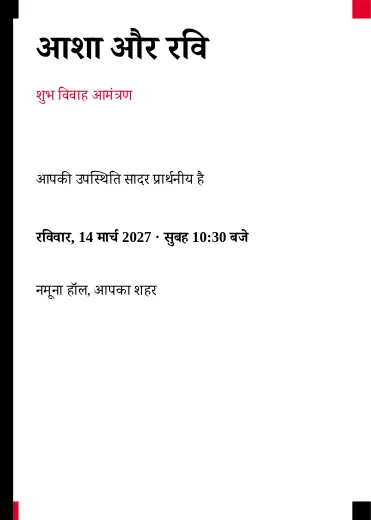 आशा और रवि
शुभ विवाह आमंत्रण
आपकी उपस्थिति सादर प्रार्थनीय है
रविवार, 14 मार्च 2027 · सुबह 10:30 बजे
नमूना हॉल, आपका शहर